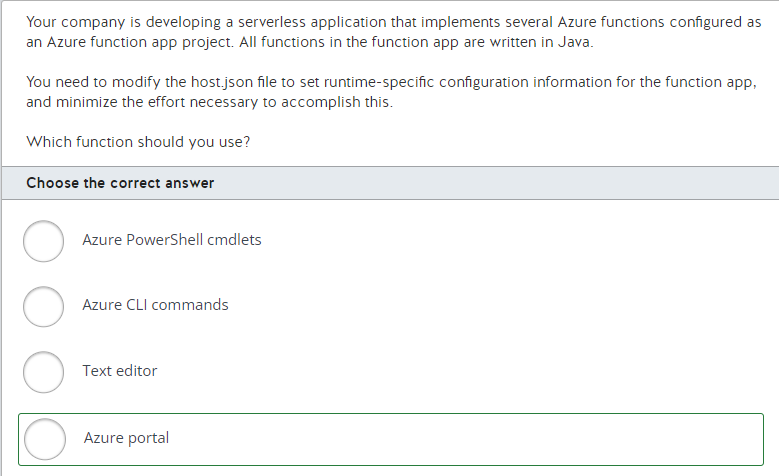 Your company is developing a serverless application that implements several Azure functions configured as
an Azure function app project. All functions in the function app are written in Java.
You need to modify the host.json file to set runtime-specific configuration information for the function app,
and minimize the effort necessary to accomplish this.
Which function should you use?
Choose the correct answer
Azure PowerShell cmdlets
Azure CLI commands
Text editor
Azure portal